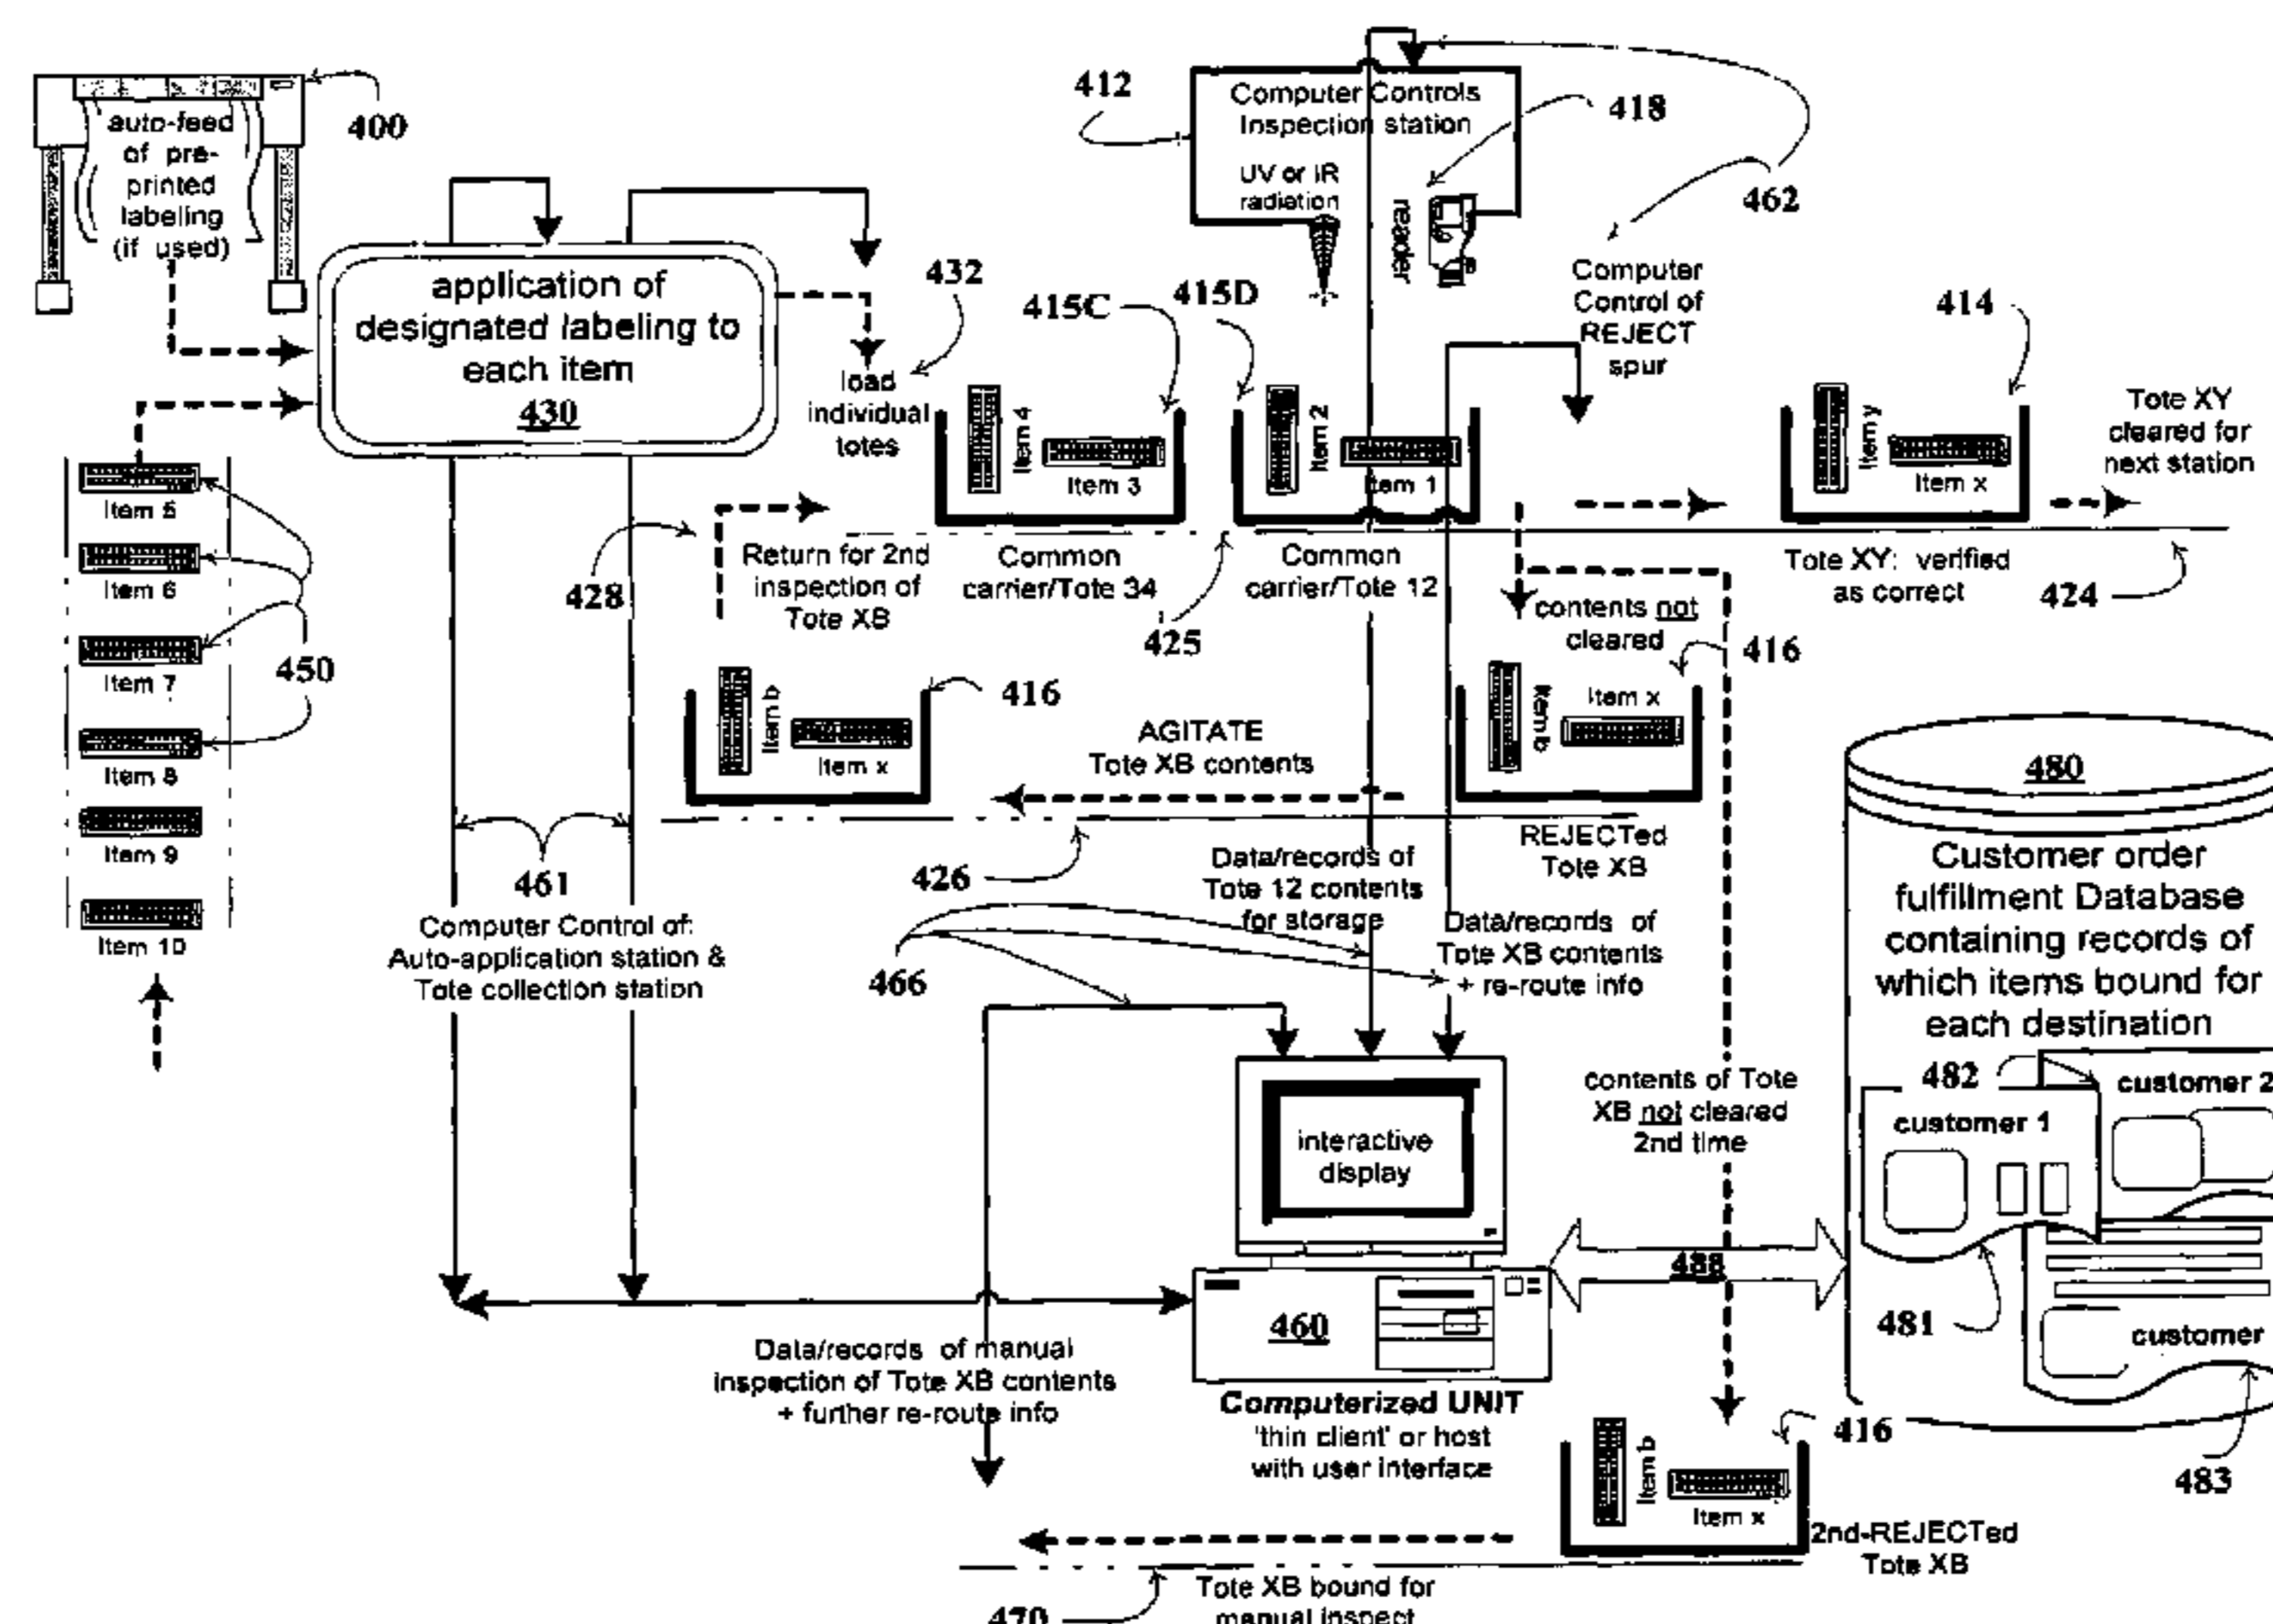 400
auto-feed
of pre-
printed
labeling
(if used)
application of
designated labeling to
each item
430
432
load
individual
totes
412
Computer Controls
Inspection station
UV or IR
radiation
reader
418
462
Computer
Control of
REJECT
spur
415C
415D
414
Item 4
Item 3
Item 2
Item 1
Item y
Item x
Tote XY
cleared for
next station
Item 5
Item 6
Item 7
Item 8
Item 9
Item 10
450
428
Return for 2nd
inspection of
Tote XB
Common
carrier/Tote 34
425
Common
carrier/Tote 12
Tote XY: verified
as correct
424
contents not
cleared
416
Item b
Item x
416
Item b
Item x
AGITATE
Tote XB contents
REJECTed
Tote XB
426
461
Computer Control of:
Auto-application station &
Tote collection station
Data/records of
Tote 12 contents
for storage
Data/records of
Tote XB contents
+ re-route info
466
480
Customer order
fulfillment Database
containing records of
which items bound for
each destination
482
customer 2
customer 1
481
customer
483
contents of Tote
XB not cleared
2nd time
interactive
display
488
460
Computerized UNIT
'thin client' or host
with user interface
Data/records of manual
inspection of Tote XB contents
+ further re-route info
416
Item b
Item x
2nd-REJECTed
Tote XB
470
Tote XB bound for
manual inspect